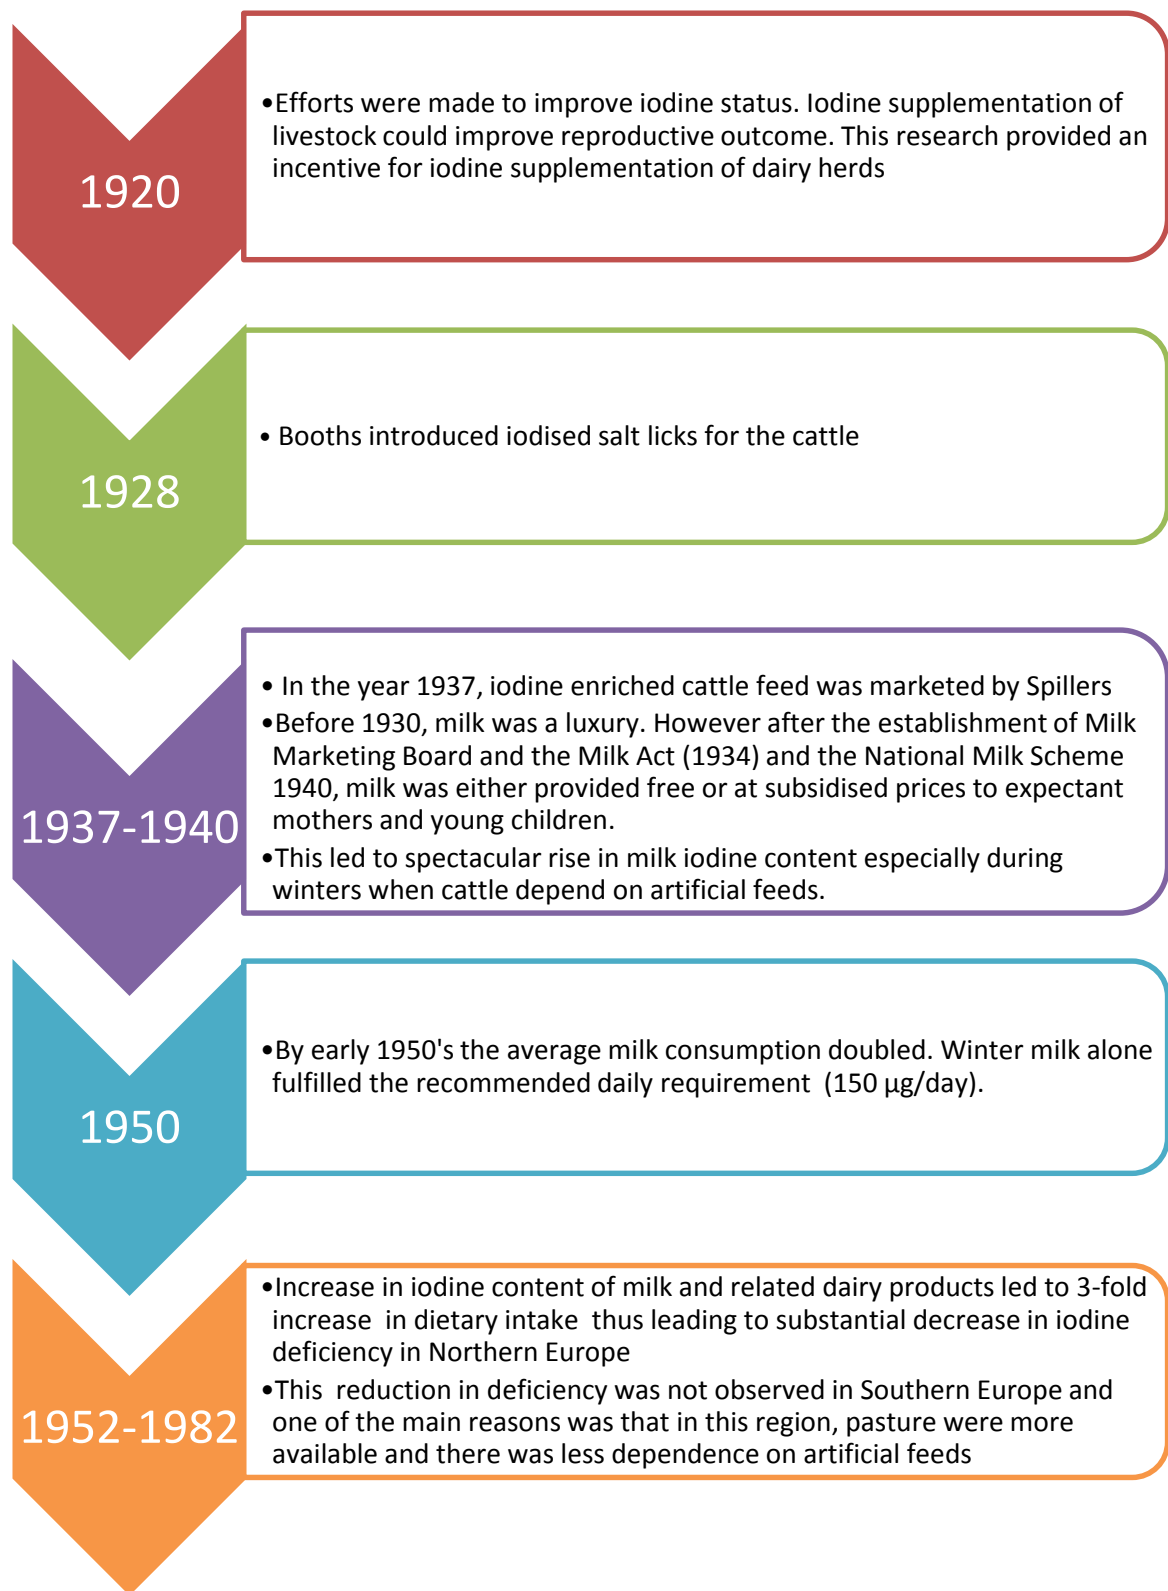 1920
•Efforts were made to improve iodine status. Iodine supplementation of
livestock could improve reproductive outcome. This research provided an
incentive for iodine supplementation of dairy herds
1928
• Booths introduced iodised salt licks for the cattle
1937-1940
• In the year 1937, iodine enriched cattle feed was marketed by Spillers
•Before 1930, milk was a luxury. However after the establishment of Milk
Marketing Board and the Milk Act (1934) and the National Milk Scheme
1940, milk was either provided free or at subsidised prices to expectant
mothers and young children.
•This led to spectacular rise in milk iodine content especially during
winters when cattle depend on artificial feeds.
1950
•By early 1950's the average milk consumption doubled. Winter milk alone
fulfilled the recommended daily requirement (150 µg/day).
1952-1982
•Increase in iodine content of milk and related dairy products led to 3-fold
increase in dietary intake thus leading to substantial decrease in iodine
deficiency in Northern Europe
•This reduction in deficiency was not observed in Southern Europe and
one of the main reasons was that in this region, pasture were more
available and there was less dependence on artificial feeds